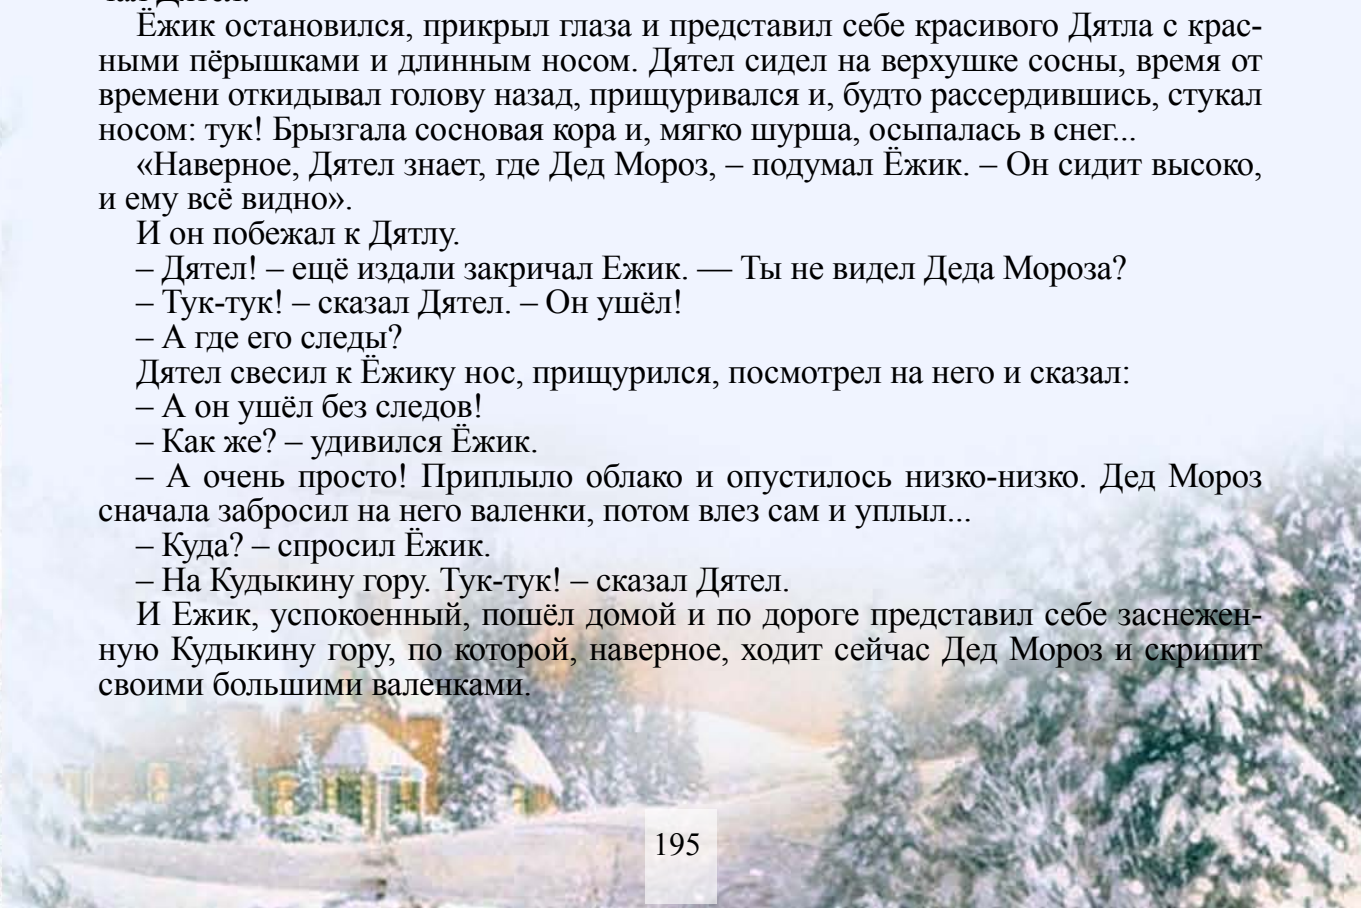 Ёжик остановился, прикрыл глаза и представил себе красивого Дятла с крас-
ными пёрышками и длинным носом. Дятел сидел на верхушке сосны, время от
времени откидывал голову назад, прищуривался и, будто рассердившись, стукал
носом: тук! Брызгала сосновая кора и, мягко шурша, осыпалась в снег...
«Наверное, Дятел знает, где Дед Мороз, – подумал Ёжик. – Он сидит высоко,
и ему всё видно».
И он побежал к Дятлу.
– Дятел! – ещё издали закричал Ежик. — Ты не видел Деда Мороза?
– Тук-тук! – сказал Дятел. – Он ушёл!
– А где его следы?
Дятел свесил к Ёжику нос, прищурился, посмотрел на него и сказал:
– А он ушёл без следов!
– Как же? – удивился Ёжик.
– А очень просто! Приплыло облако и опустилось низко-низко. Дед Мороз
сначала забросил на него валенки, потом влез сам и уплыл...
– Куда? – спросил Ёжик.
– На Кудыкину гору. Тук-тук! – сказал Дятел.
И Ежик, успокоенный, пошёл домой и по дороге представил себе заснежен-
ную Кудыкину гору, по которой, наверное, ходит сейчас Дед Мороз и скрипит
своими большими валенками.
195